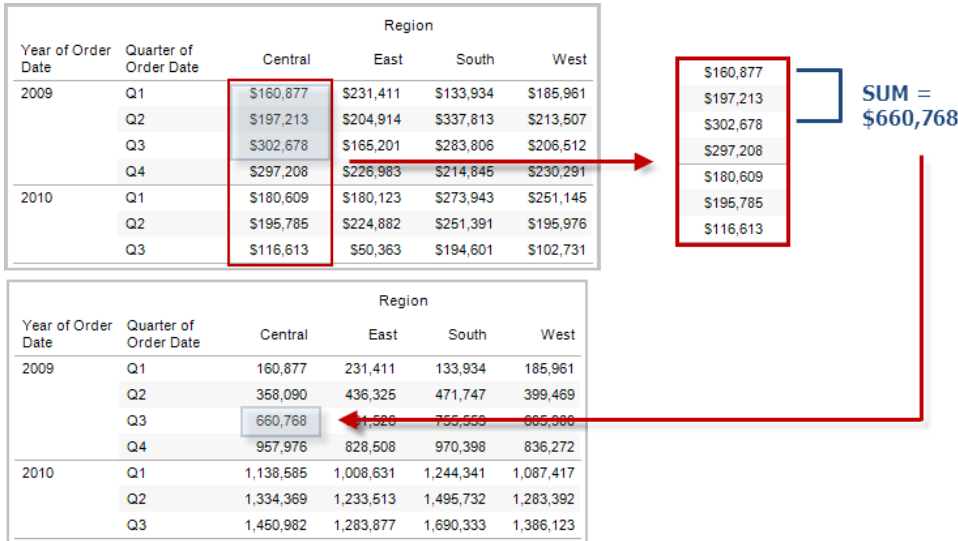 Region
Year of Order Date Quarter of Order Date Central East South West
2009 Q1 $160,877 $231,411 $133,934 $185,961
Q2 $197,213 $204,914 $337,813 $213,507
Q3 $302,678 $165,201 $283,806 $206,512
Q4 $297,208 $226,983 $214,845 $230,291
2010 Q1 $180,609 $180,123 $273,943 $251,145
Q2 $195,785 $224,882 $251,391 $195,976
Q3 $116,613 $50,363 $194,601 $102,731
$160,877
$197,213
$302,678
$297,208
$180,609
$195,785
$116,613
SUM =
$660,768
Region
Year of Order Date Quarter of Order Date Central East South West
2009 Q1 160,877 231,411 133,934 185,961
Q2 358,090 436,325 471,747 399,469
Q3 660,768
Q4 957,976 828,508 970,398 836,272
2010 Q1 1,138,585 1,008,631 1,244,341 1,087,417
Q2 1,334,369 1,233,513 1,495,732 1,283,392
Q3 1,450,982 1,283,877 1,690,333 1,386,123